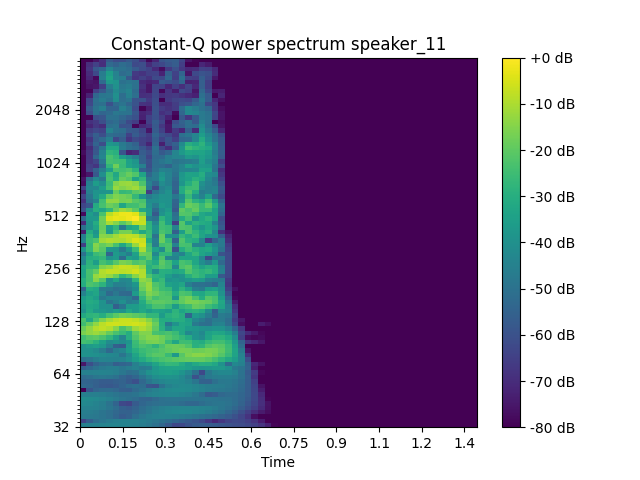 Constant-Q power spectrum speaker_11
Hz
2048
1024
512
256
128
64
32
0 0.15 0.3 0.45 0.6 0.75 0.9 1.1 1.2 1.4
Time
+0 dB
-10 dB
-20 dB
-30 dB
-40 dB
-50 dB
-60 dB
-70 dB
-80 dB